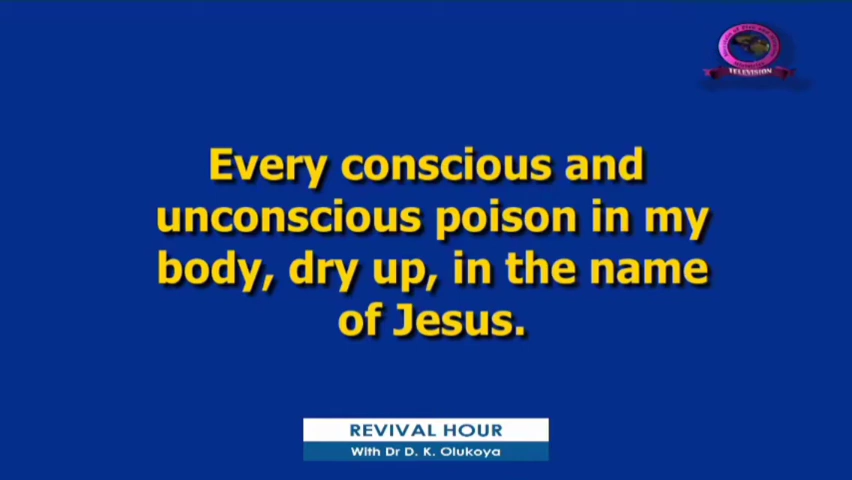 TELEVISION
Every conscious and
unconscious poison in my
body, dry up, in the name
of Jesus.
REVIVAL HOUR
With Dr D. K. Olukoya